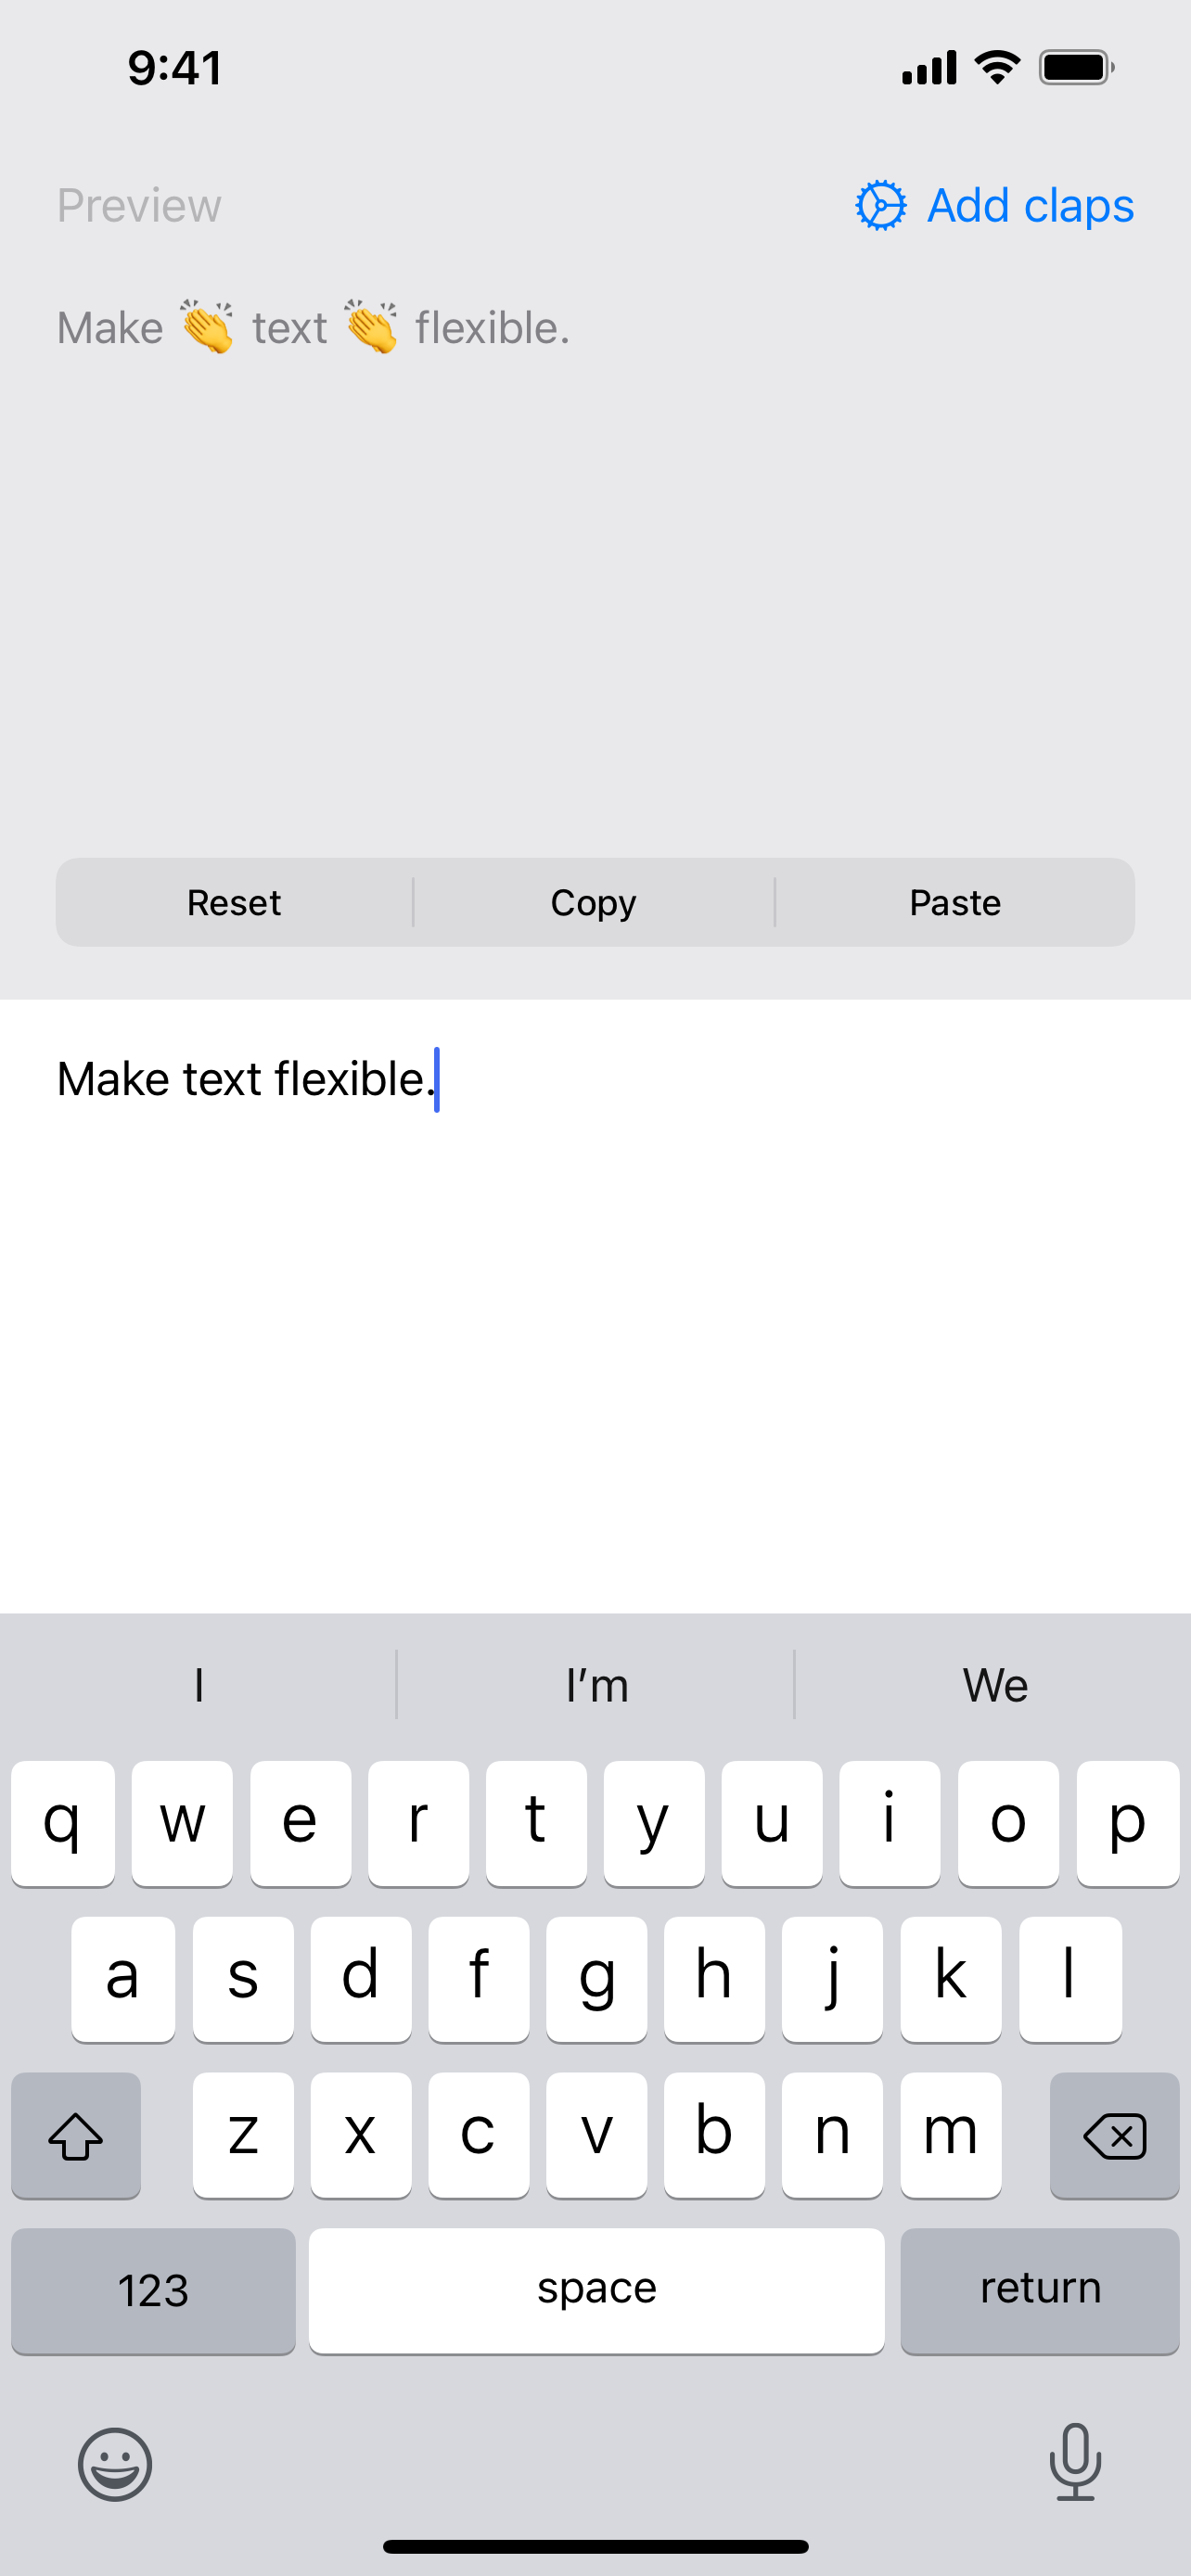 9:41
Preview
Add claps
Make 👏 text 👏 flexible.
Reset Copy Paste
Make text flexible.
I I’m We
q w e r t y u i o p
a s d f g h j k l
z x c v b n m
123 space return